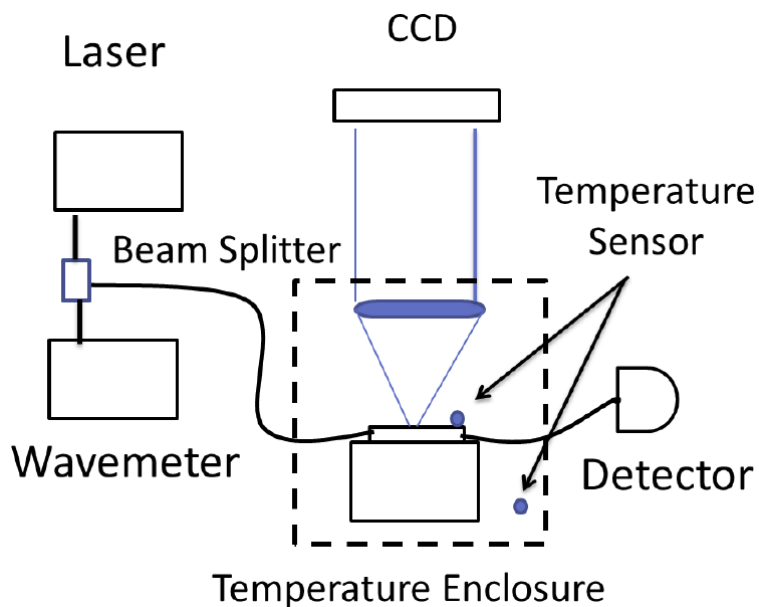 CCD
Laser
Temperature
Sensor
Beam Splitter
Wavemeter
Detector
Temperature Enclosure